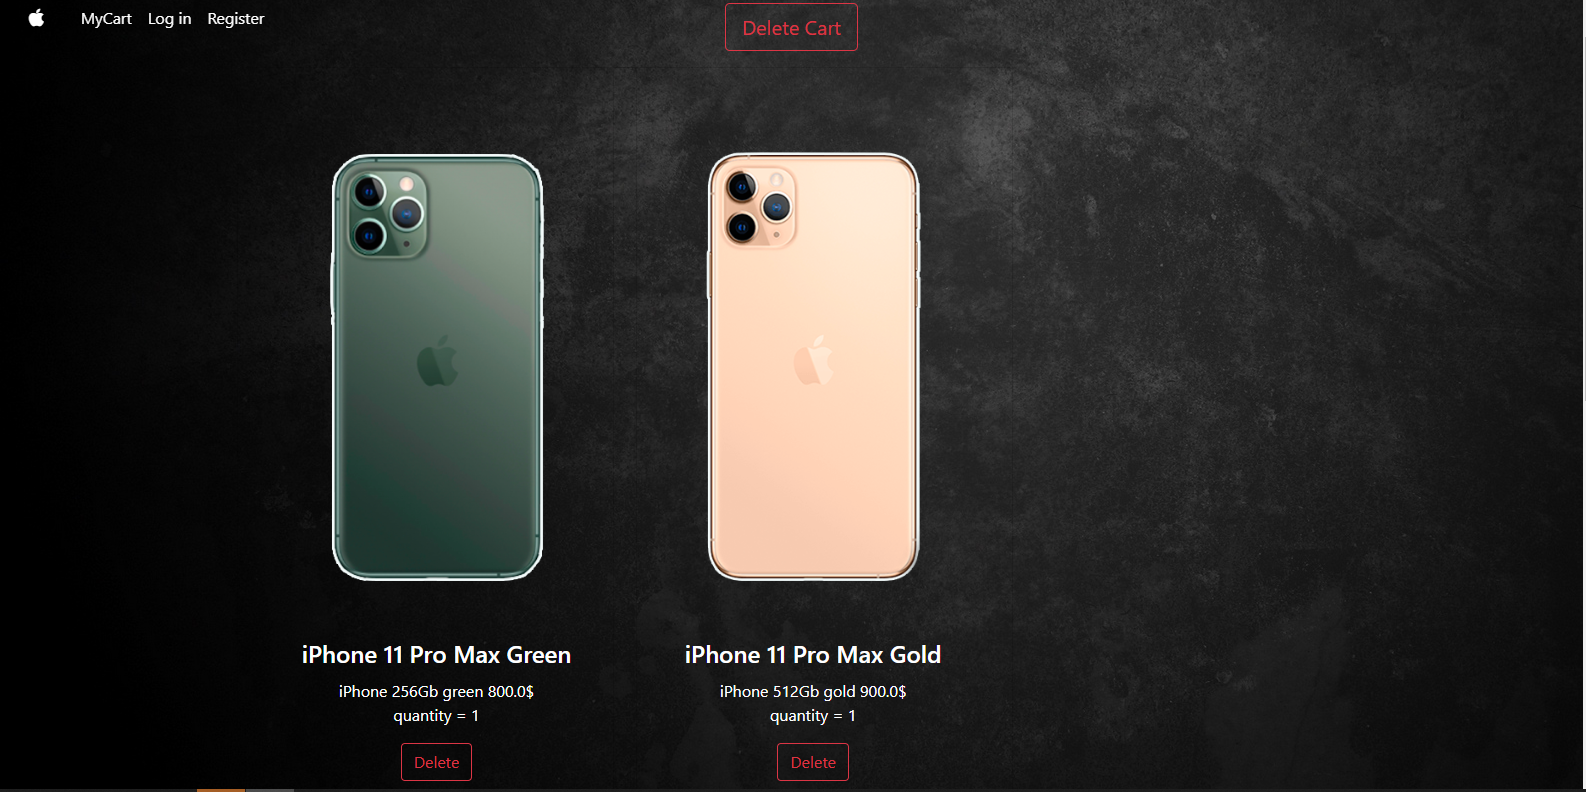 MyCart Log in Register
Delete Cart
iPhone 11 Pro Max Green
iPhone 256Gb green 800.0$
quantity = 1
Delete
iPhone 11 Pro Max Gold
iPhone 512Gb gold 900.0$
quantity = 1
Delete